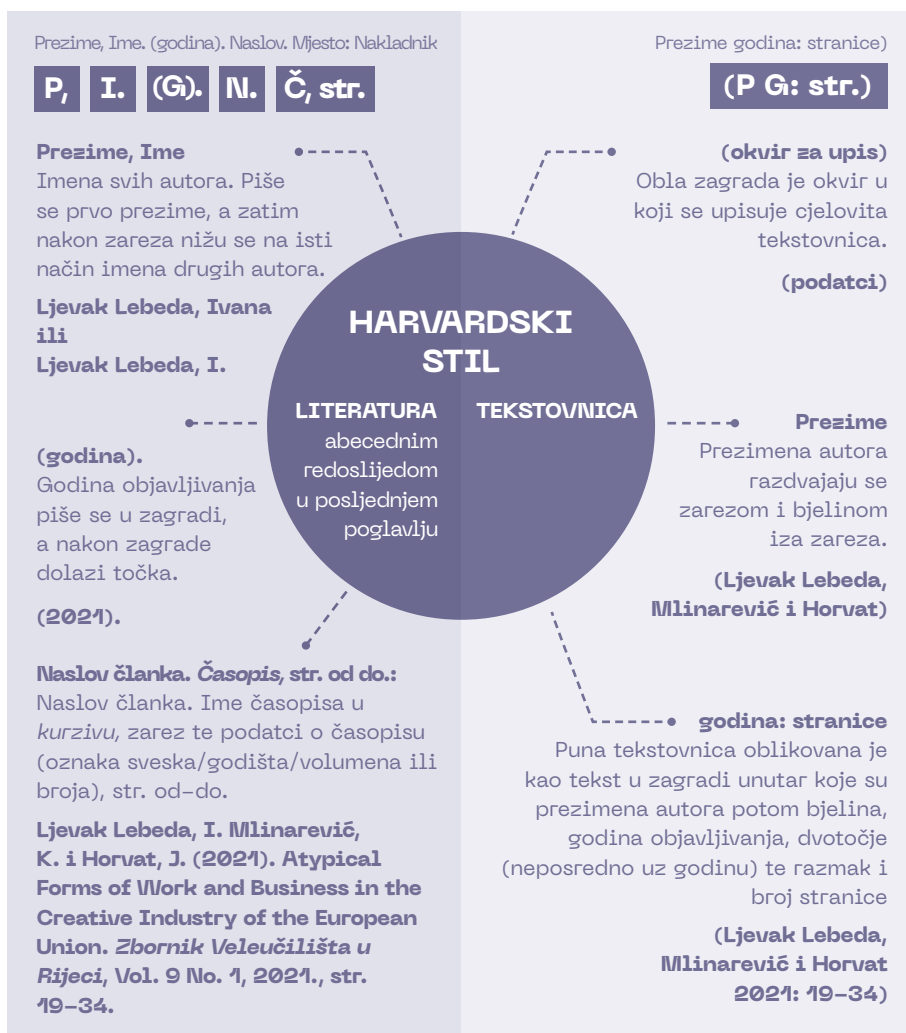 Prezime, Ime. (godina). Naslov. Mjesto: Nakladnik
P, I. (G). N. Č, str.
Prezime, Ime
Imena svih autora. Piše
se prvo prezime, a zatim
nakon zareza nižu se na isti
način imena drugih autora.
Ljevak Lebeda, Ivana
ili
Ljevak Lebeda, I.
(godina).
Godina objavljivanja
piše se u zagradi,
a nakon zagrade
dolazi točka.
(2021).
Naslov članka. Časopis, str. od do.:
Naslov članka. Ime časopisa u
kurzivu, zarez te podatci o časopisu
(oznaka sveska/godišta/volumena ili
broja), str. od–do.
Ljevak Lebeda, I. Mlinarević,
K. i Horvat, J. (2021). Atypical
Forms of Work and Business in the
Creative Industry of the European
Union. Zbornik Veleučilišta u
Rijeci, Vol. 9 No. 1, 2021., str.
19–34.
HARVARDSKI
STIL
LITERATURA
abecednim
redoslijedom
u posljednjem
poglavlju
TEKSTOVNICA
Prezime godina: stranice)
(P G: str.)
(okvir za upis)
Obla zagrada je okvir u
koji se upisuje cjelovita
tekstovnica.
(podatci)
Prezime
Prezimena autora
razdvajaju se
zarezom i bjelinom
iza zareza.
(Ljevak Lebeda,
Mlinarević i Horvat)
godina: stranice
Puna tekstovnica oblikovana je
kao tekst u zagradi unutar koje su
prezimena autora potom bjelina,
godina objavljivanja, dvotočje
(neposredno uz godinu) te razmak i
broj stranice
(Ljevak Lebeda,
Mlinarević i Horvat
2021: 19–34)